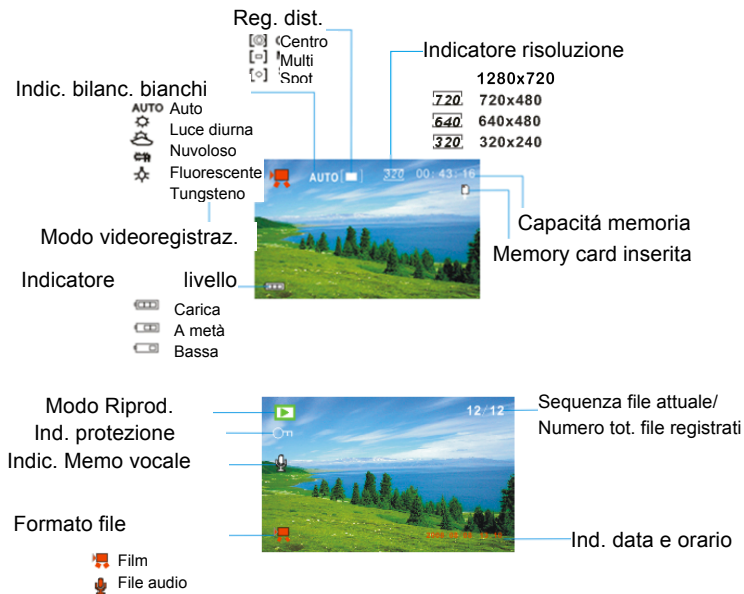 Reg. dist.
Centro
Multi
Spot
Indicatore risoluzione
1280x720
720 720x480
640 640x480
320 320x240
Indic. bilanc. bianchi
AUTO Auto
Luce diurna
Nuvoloso
Fluorescente
Tungsteno
AUTO 320 00:43:16
Modo videoregistraz.
Capacitá memoria
Memory card inserita
Indicatore livello
Carica
A metà
Bassa
Modo Riprod.
Ind. protezione
Indic. Memo vocale
12/12
Sequenza file attuale/
Numero tot. file registrati
Formato file
Film
File audio
Ind. data e orario